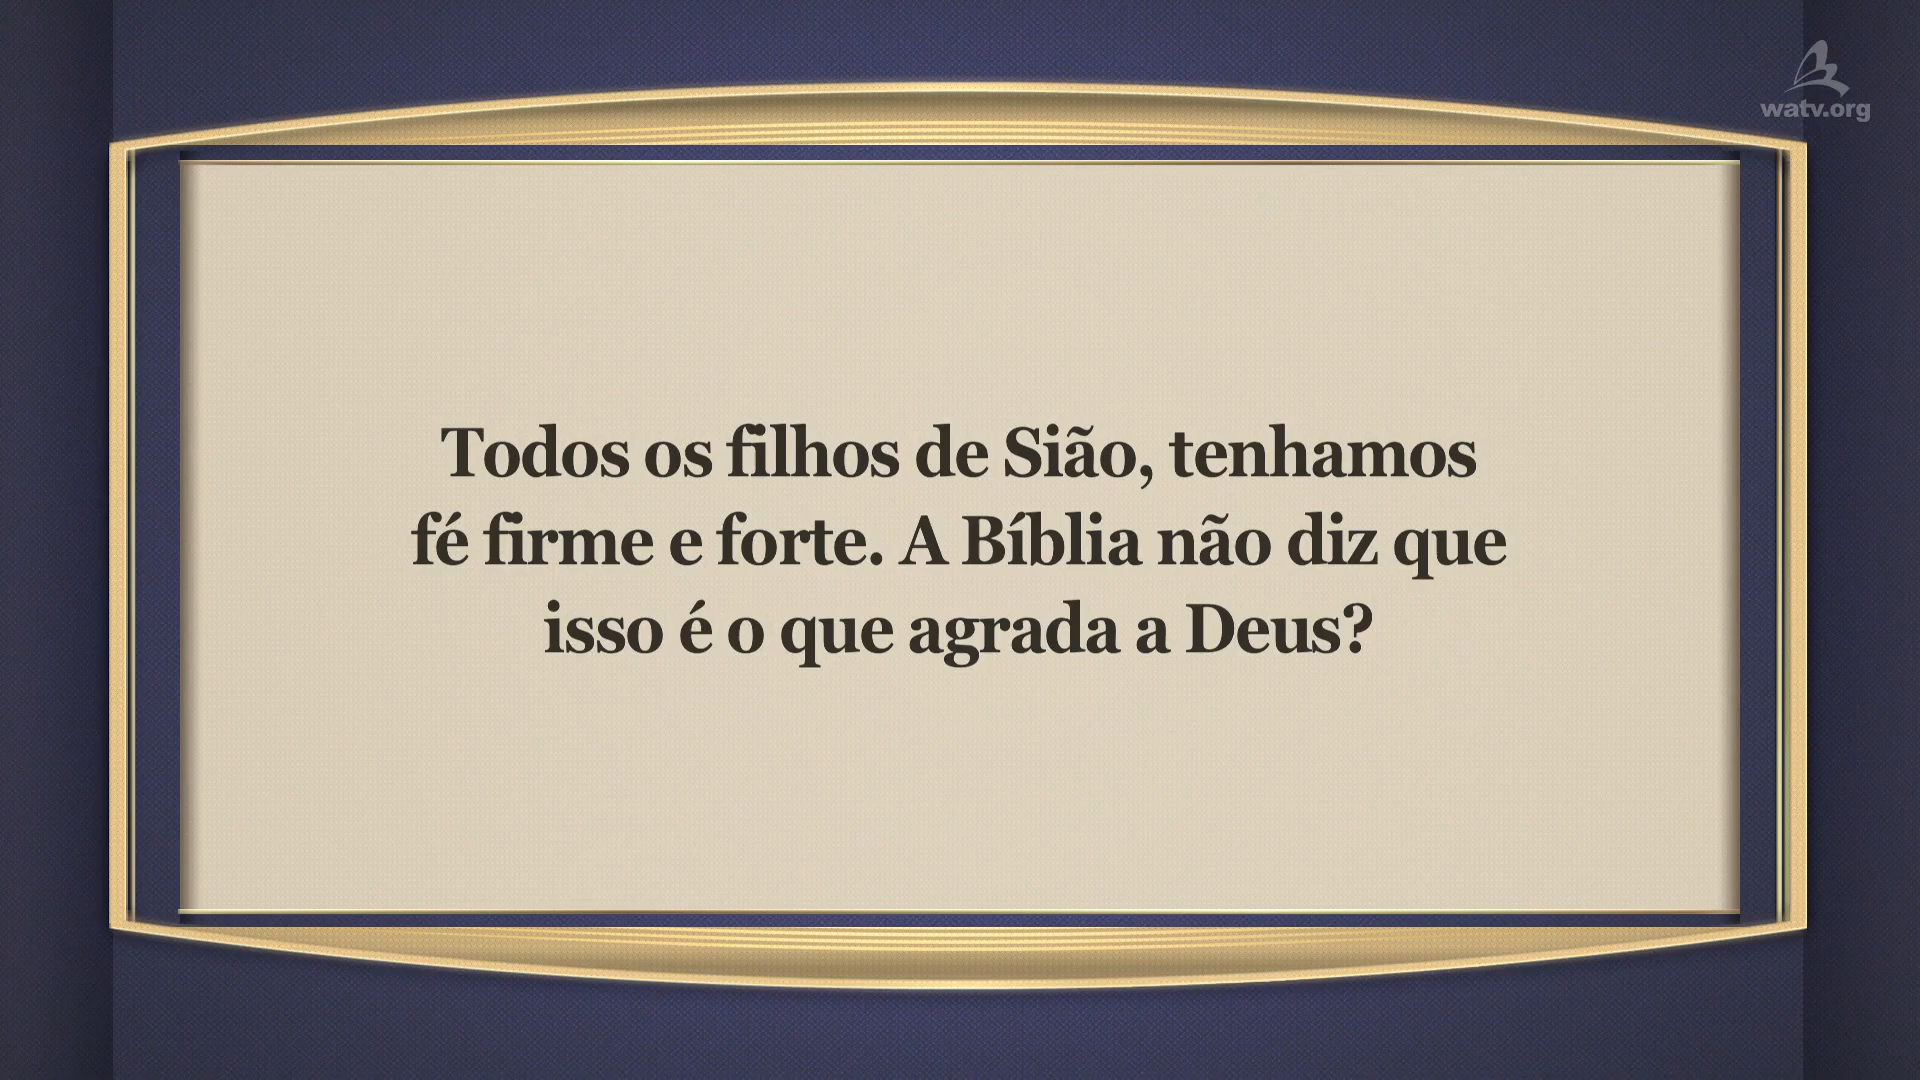 watv.org
Todos os filhos de Sião, tenhamos
fé firme e forte. A Bíblia não diz que
isso é o que agrada a Deus?